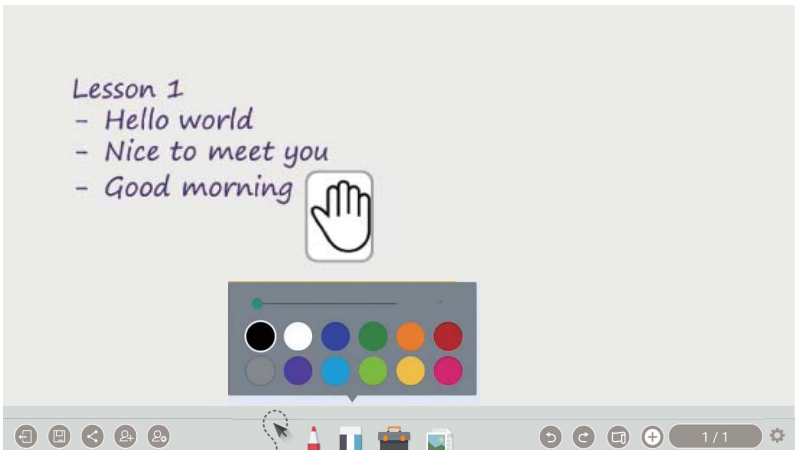 Lesson 1
- Hello world
- Nice to meet you
- Good morning
1 / 1